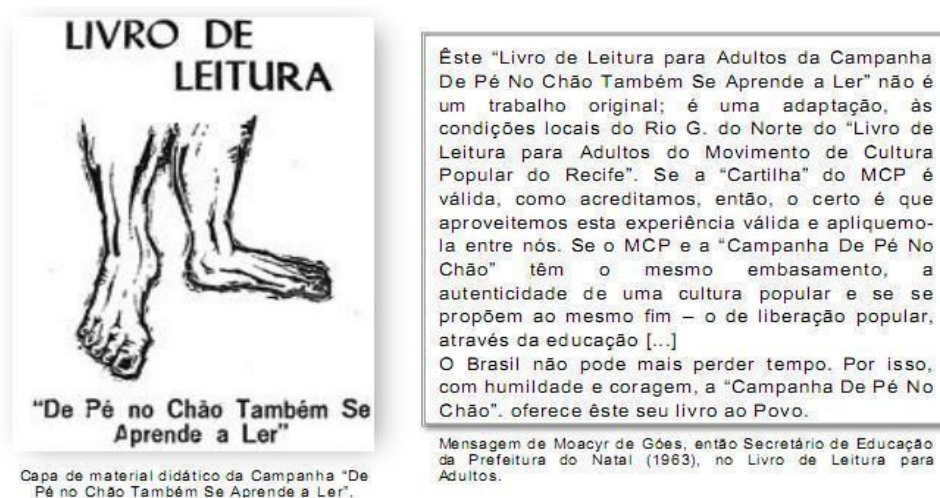 LIVRO DE
LEITURA
"De Pé no Chão Também Se
Aprende a Ler"
Capa de material didático da Campanha "De
Pé no Chão Também Se Aprende a Ler".
Êste "Livro de Leitura para Adultos da Campanha
De Pé No Chão Também Se Aprende a Ler" não é
um trabalho original; é uma adaptação, às
condições locais do Rio G. do Norte do "Livro de
Leitura para Adultos do Movimento de Cultura
Popular do Recife". Se a "Cartilha" do MCP é
válida, como acreditamos, então, o certo é que
aproveitemos esta experiência válida e apliquemo-
la entre nós. Se o MCP e a "Campanha De Pé No
Chão" têm o mesmo embasamento, a
autenticidade de uma cultura popular e se se
propõem ao mesmo fim – o de liberação popular,
através da educação [...]
O Brasil não pode mais perder tempo. Por isso,
com humildade e coragem, a "Campanha De Pé No
Chão". oferece êste seu livro ao Povo.
Mensagem de Moacyr de Góes, então Secretário de Educação
da Prefeitura do Natal (1963), no Livro de Leitura para
Adultos.